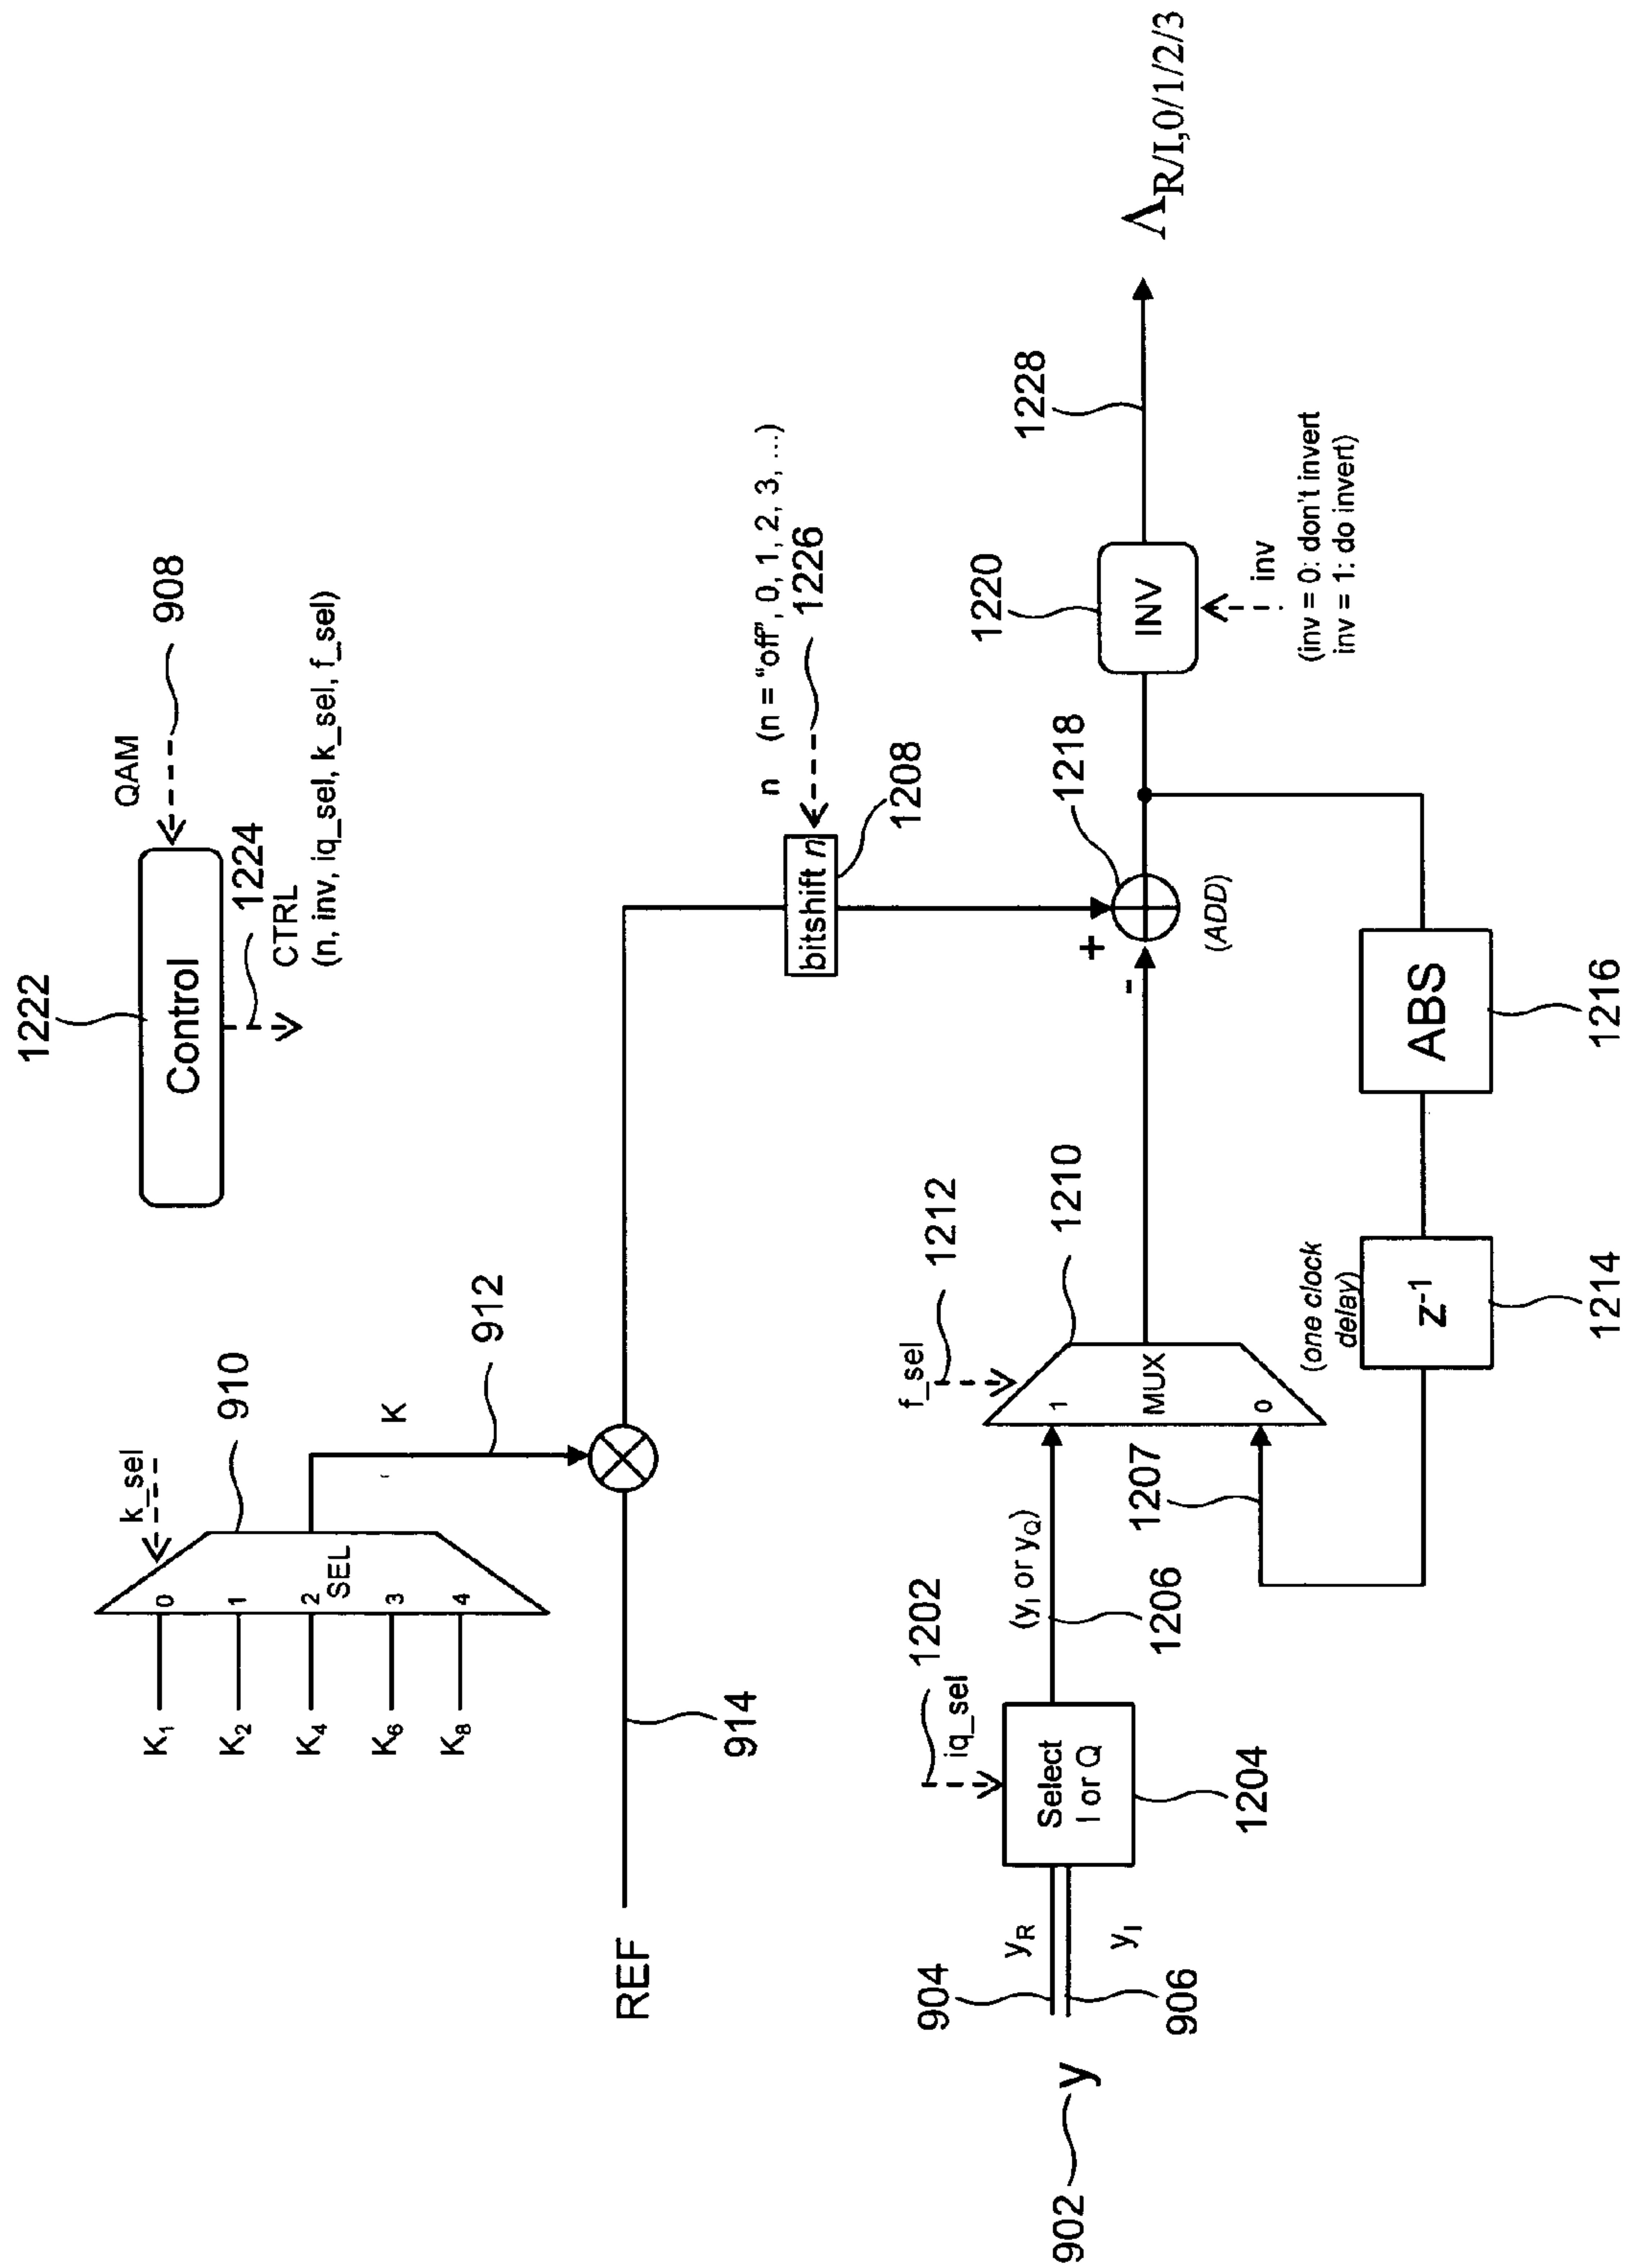 1222
Control
QAM
908
1224
CTRL
(n, inv, iq_sel, k_sel, f_sel)
k_sel
910
K1 0
K2 1
K4 2
K6 3
K8 4
SEL
K
912
REF
914
n (n = "off", 0, 1, 2, 3, ...)
1226
bitshift n
1208
902
y
904
yR
906
yI
1202
iq_sel
Select
I or Q
1204
(yI or yQ)
1206
1207
f_sel
1212
1210
1
MUX
0
(one clock
delay)
z-1
1214
ABS
1216
+
-
1218
(ADD)
1220
INV
inv
(inv = 0: don't invert
inv = 1: do invert)
1228
ΛR/I,0/1/2/3